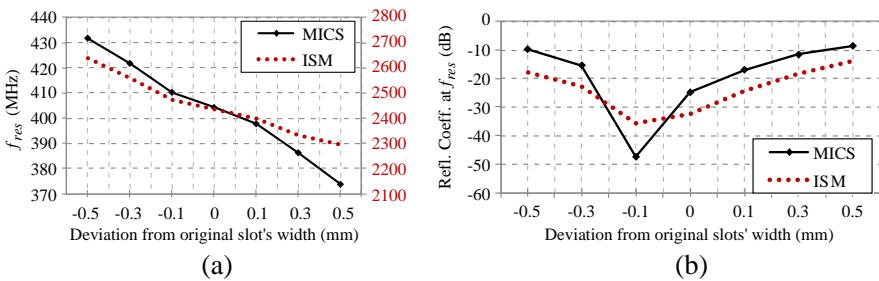 440
430
420
410
400
390
380
370
f_res (MHz)
2800
2700
2600
2500
2400
2300
2200
2100
MICS
ISM
-0.5 -0.3 -0.1 0 0.1 0.3 0.5
Deviation from original slot's width (mm)
(a)
0
-10
-20
-30
-40
-50
-60
Refl. Coeff. at f_res (dB)
MICS
ISM
-0.5 -0.3 -0.1 0 0.1 0.3 0.5
Deviation from original slots' width (mm)
(b)